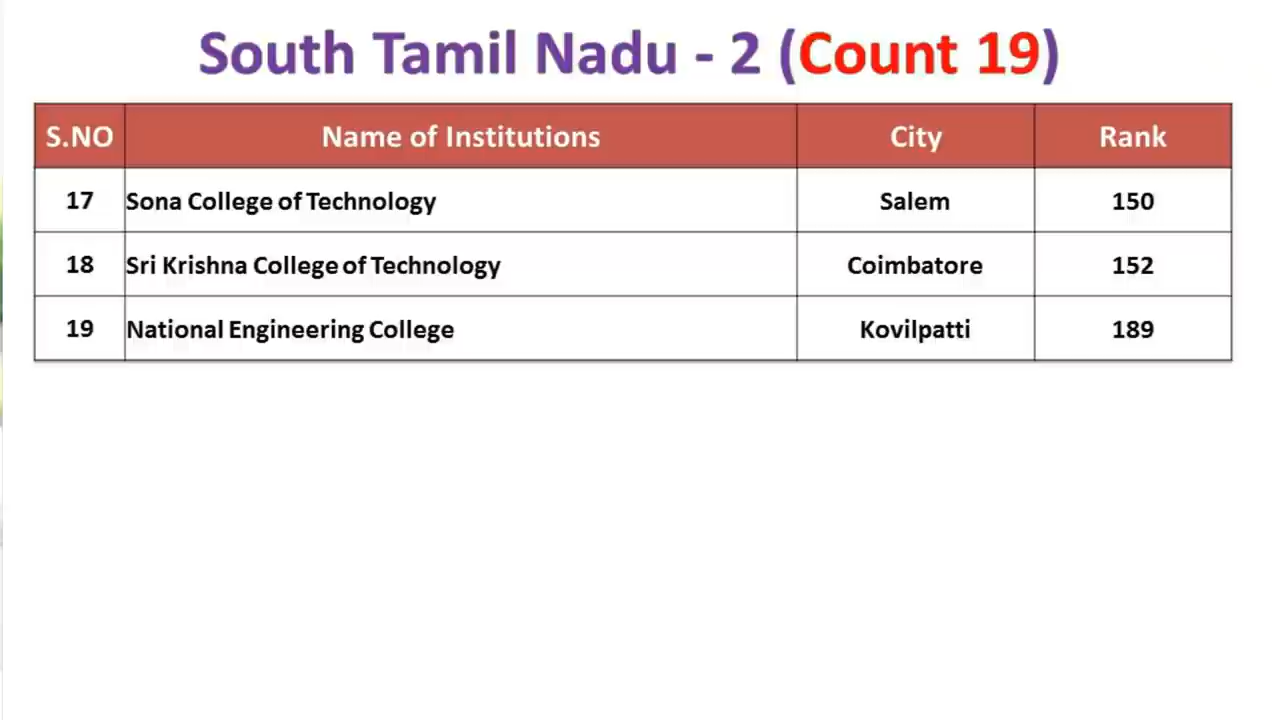 South Tamil Nadu - 2 (Count 19)
S.NO Name of Institutions City Rank
17 Sona College of Technology Salem 150
18 Sri Krishna College of Technology Coimbatore 152
19 National Engineering College Kovilpatti 189